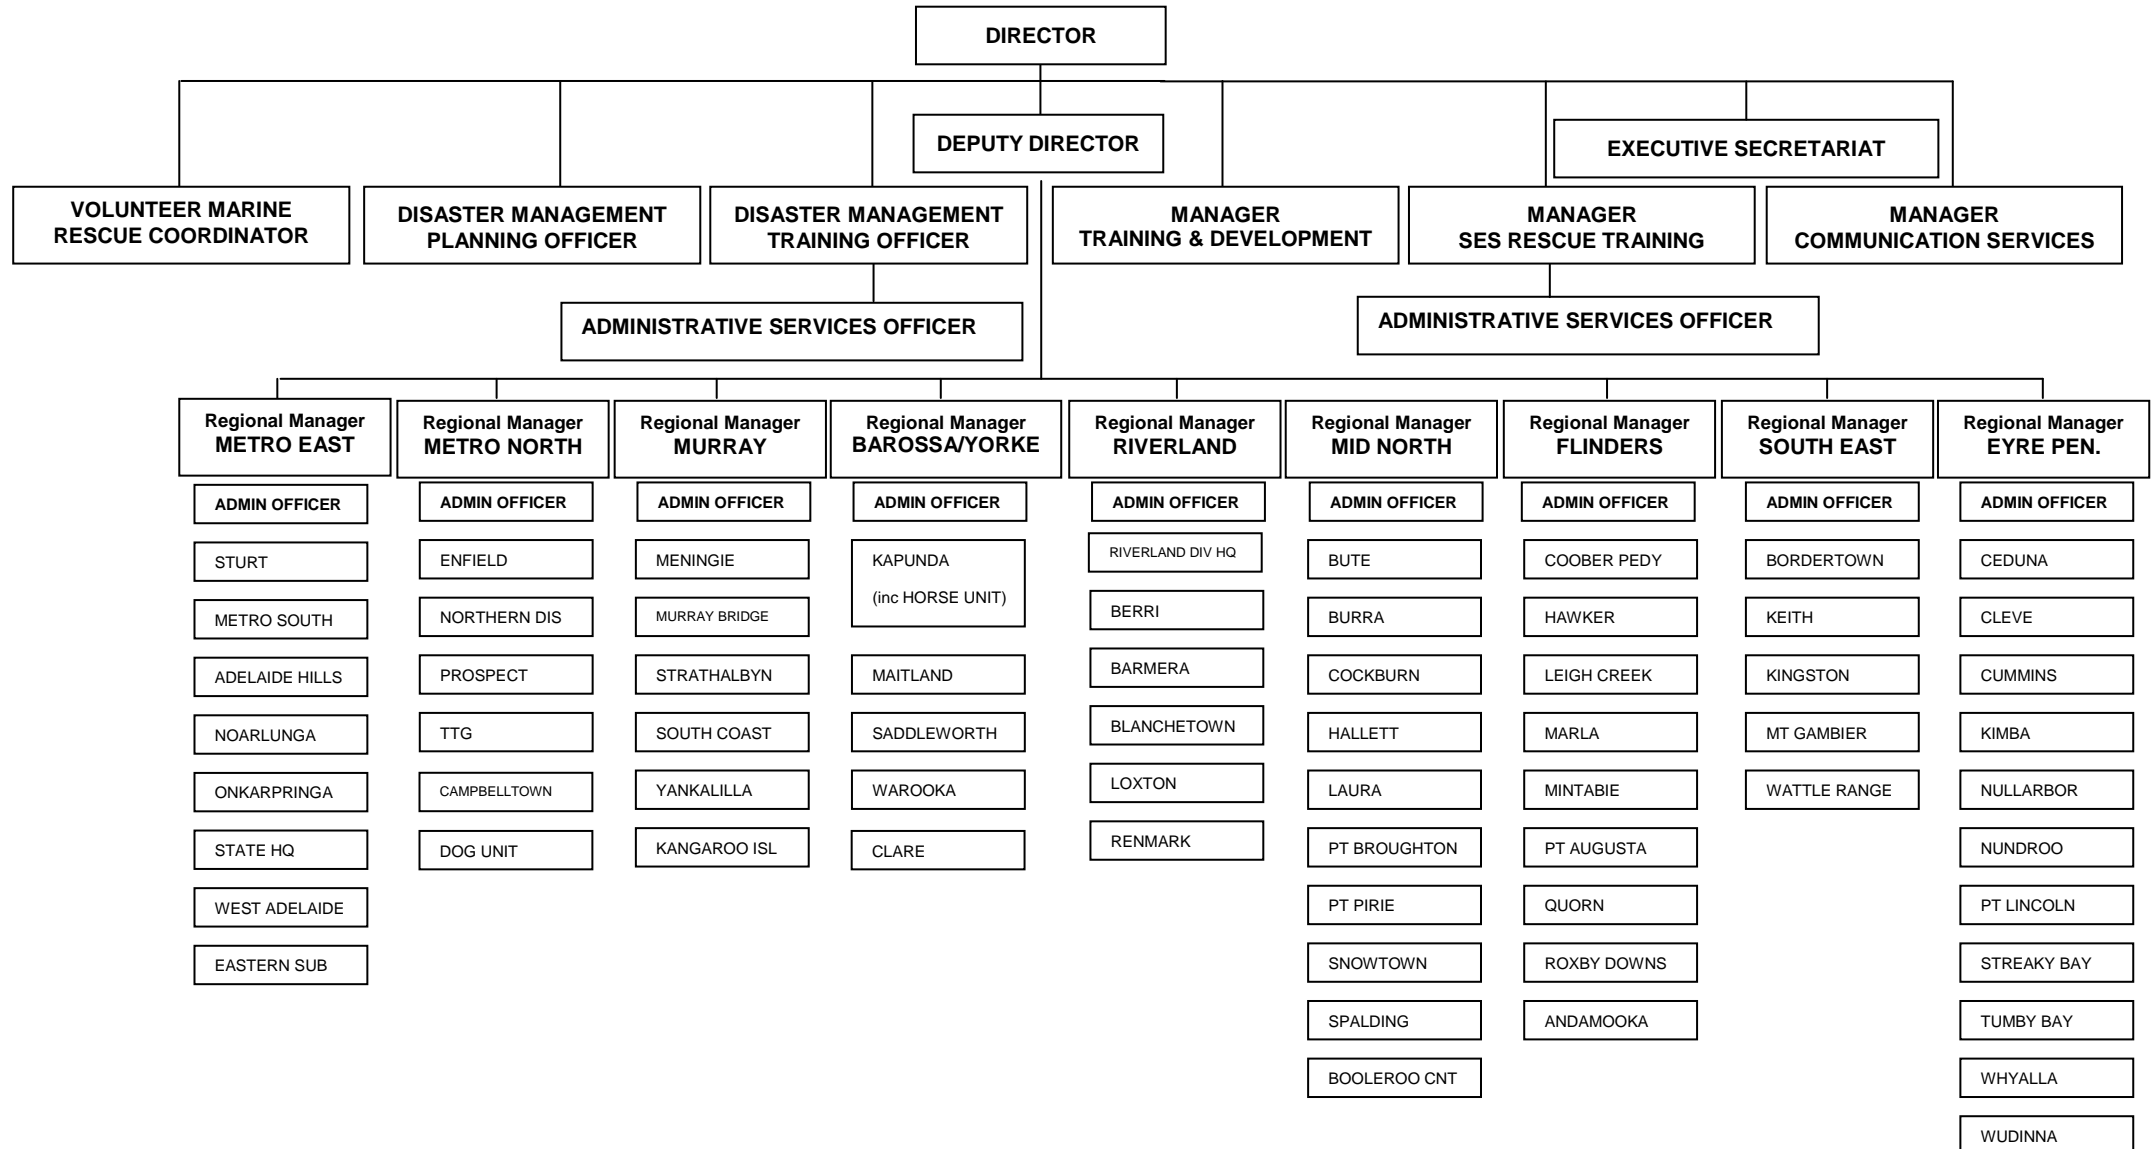 DIRECTOR
DEPUTY DIRECTOR
EXECUTIVE SECRETARIAT
VOLUNTEER MARINE
RESCUE COORDINATOR
DISASTER MANAGEMENT
PLANNING OFFICER
DISASTER MANAGEMENT
TRAINING OFFICER
MANAGER
TRAINING & DEVELOPMENT
MANAGER
SES RESCUE TRAINING
MANAGER
COMMUNICATION SERVICES
ADMINISTRATIVE SERVICES OFFICER
ADMINISTRATIVE SERVICES OFFICER
Regional Manager
METRO EAST
ADMIN OFFICER
STURT
METRO SOUTH
ADELAIDE HILLS
NOARLUNGA
ONKARPRINGA
STATE HQ
WEST ADELAIDE
EASTERN SUB
Regional Manager
METRO NORTH
ADMIN OFFICER
ENFIELD
NORTHERN DIS
PROSPECT
TTG
CAMPBELLTOWN
DOG UNIT
Regional Manager
MURRAY
ADMIN OFFICER
MENINGIE
MURRAY BRIDGE
STRATHALBYN
SOUTH COAST
YANKALILLA
KANGAROO ISL
Regional Manager
BAROSSA/YORKE
ADMIN OFFICER
KAPUNDA
(inc HORSE UNIT)
MAITLAND
SADDLEWORTH
WAROOKA
CLARE
Regional Manager
RIVERLAND
ADMIN OFFICER
RIVERLAND DIV HQ
BERRI
BARMERA
BLANCHETOWN
LOXTON
RENMARK
Regional Manager
MID NORTH
ADMIN OFFICER
BUTE
BURRA
COCKBURN
HALLETT
LAURA
PT BROUGHTON
PT PIRIE
SNOWTOWN
SPALDING
BOOLEROO CNT
Regional Manager
FLINDERS
ADMIN OFFICER
COOBER PEDY
HAWKER
LEIGH CREEK
MARLA
MINTABIE
PT AUGUSTA
QUORN
ROXBY DOWNS
ANDAMOOKA
Regional Manager
SOUTH EAST
ADMIN OFFICER
BORDERTOWN
KEITH
KINGSTON
MT GAMBIER
WATTLE RANGE
Regional Manager
EYRE PEN.
ADMIN OFFICER
CEDUNA
CLEVE
CUMMINS
KIMBA
NULLARBOR
NUNDROO
PT LINCOLN
STREAKY BAY
TUMBY BAY
WHYALLA
WUDINNA